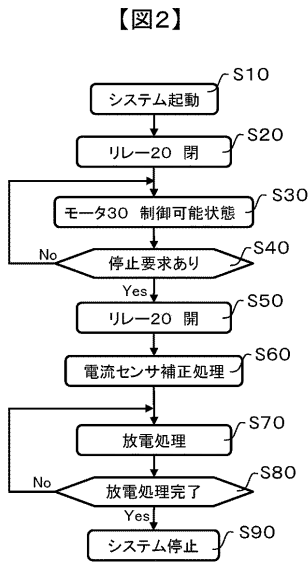 【図2】
S10
システム起動
S20
リレー20 閉
S30
モータ30 制御可能状態
S40
停止要求あり
No
Yes
S50
リレー20 開
S60
電流センサ補正処理
S70
放電処理
S80
放電処理完了
No
Yes
S90
システム停止